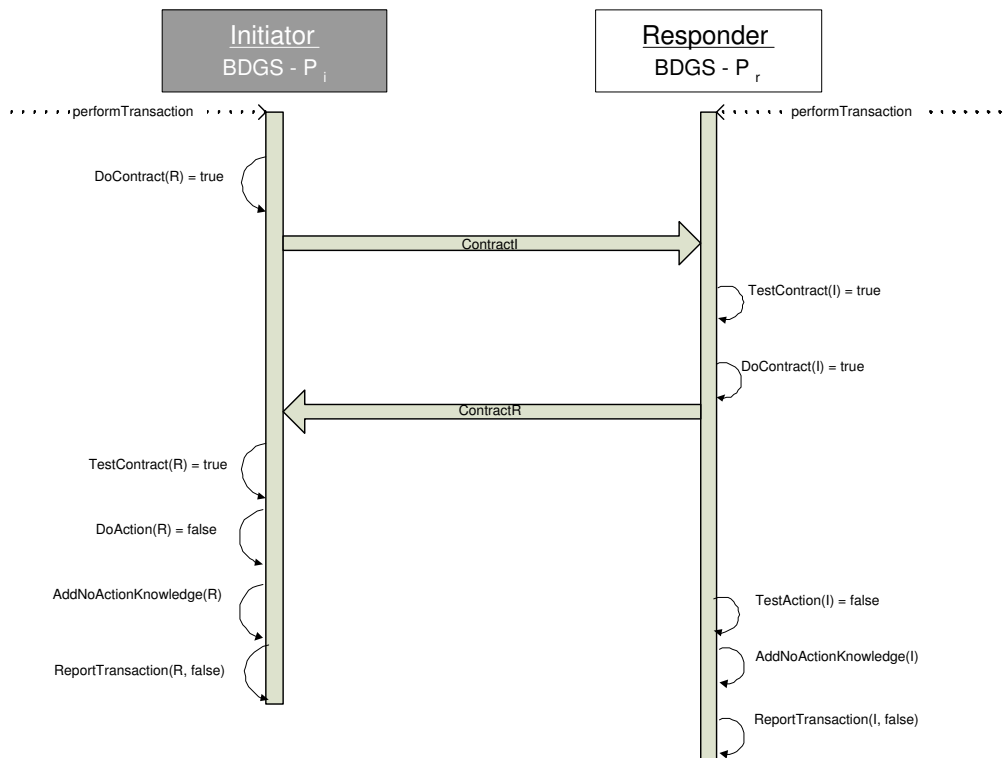 Initiator
BDGS - P i
Responder
BDGS - P r
performTransaction
performTransaction
DoContract(R) = true
ContractI
TestContract(I) = true
DoContract(I) = true
ContractR
TestContract(R) = true
DoAction(R) = false
AddNoActionKnowledge(R)
TestAction(I) = false
AddNoActionKnowledge(I)
ReportTransaction(R, false)
ReportTransaction(I, false)